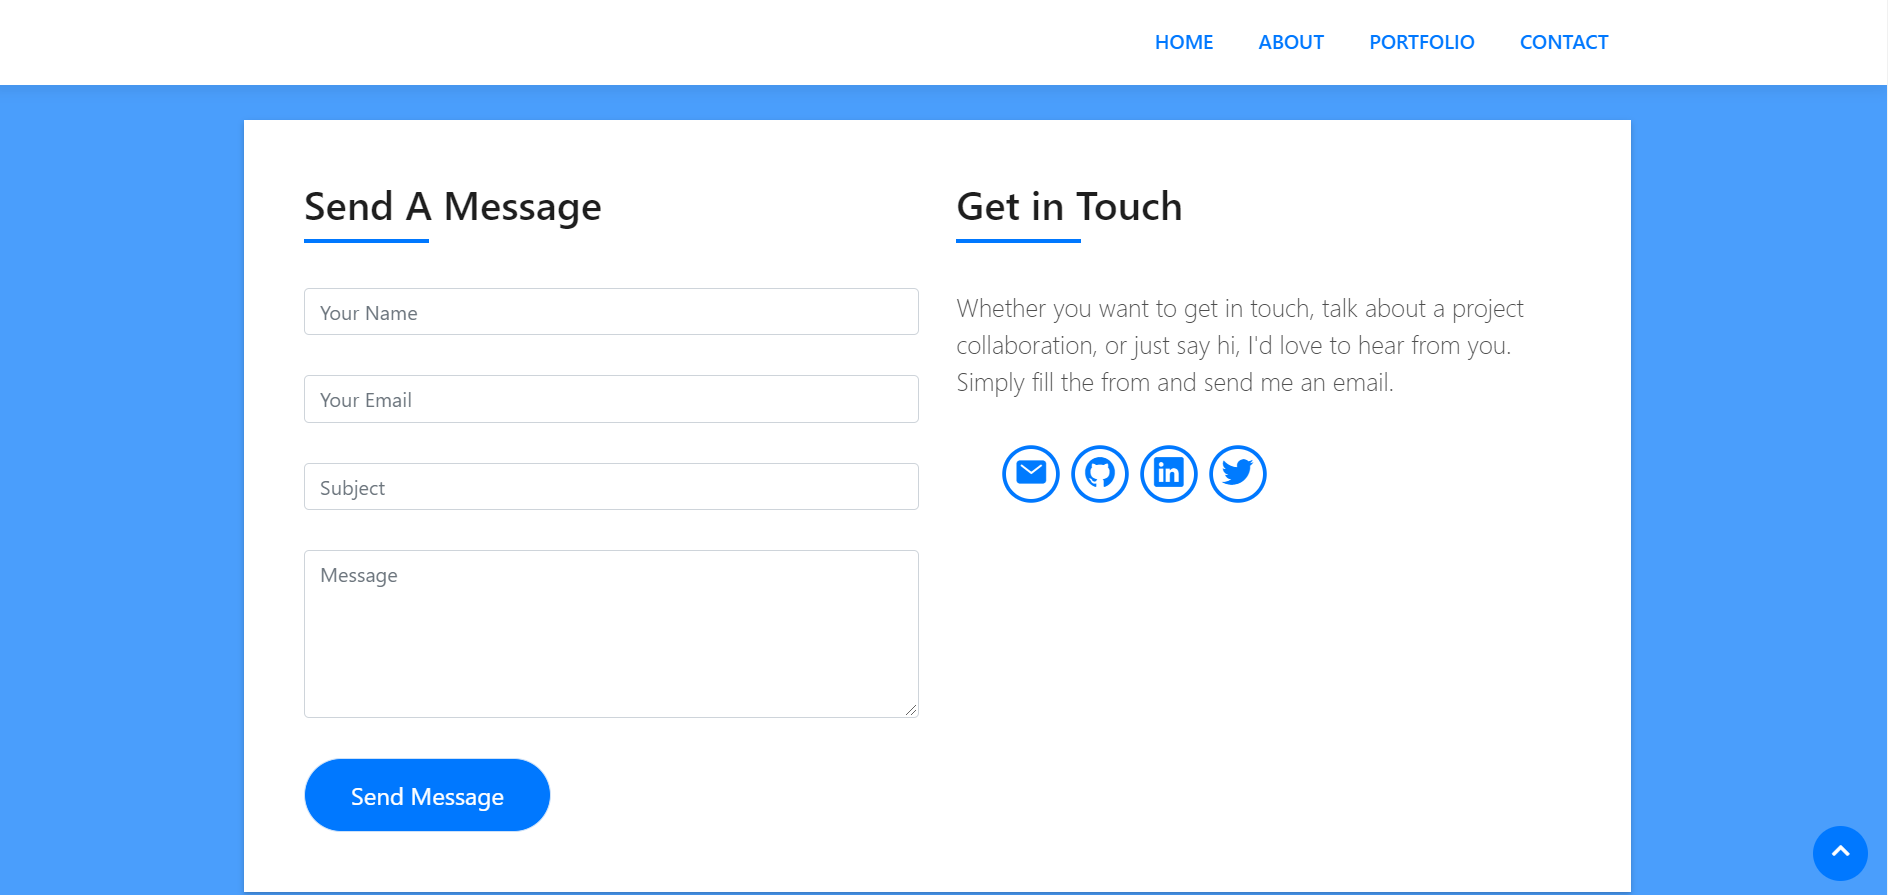 HOME ABOUT PORTFOLIO CONTACT
Send A Message
Your Name
Your Email
Subject
Message
Send Message
Get in Touch
Whether you want to get in touch, talk about a project
collaboration, or just say hi, I'd love to hear from you.
Simply fill the from and send me an email.
in